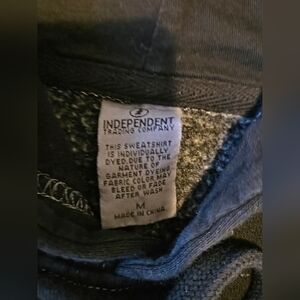 INDEPENDENT
TRADING COMPANY
THIS SWEATSHIRT
IS INDIVIDUALLY
DYED. DUE TO THE
NATURE OF
GARMENT DYEING
FABRIC COLOR MAY
BLEED OR FADE
AFTER WASH
M
MADE IN CHINA